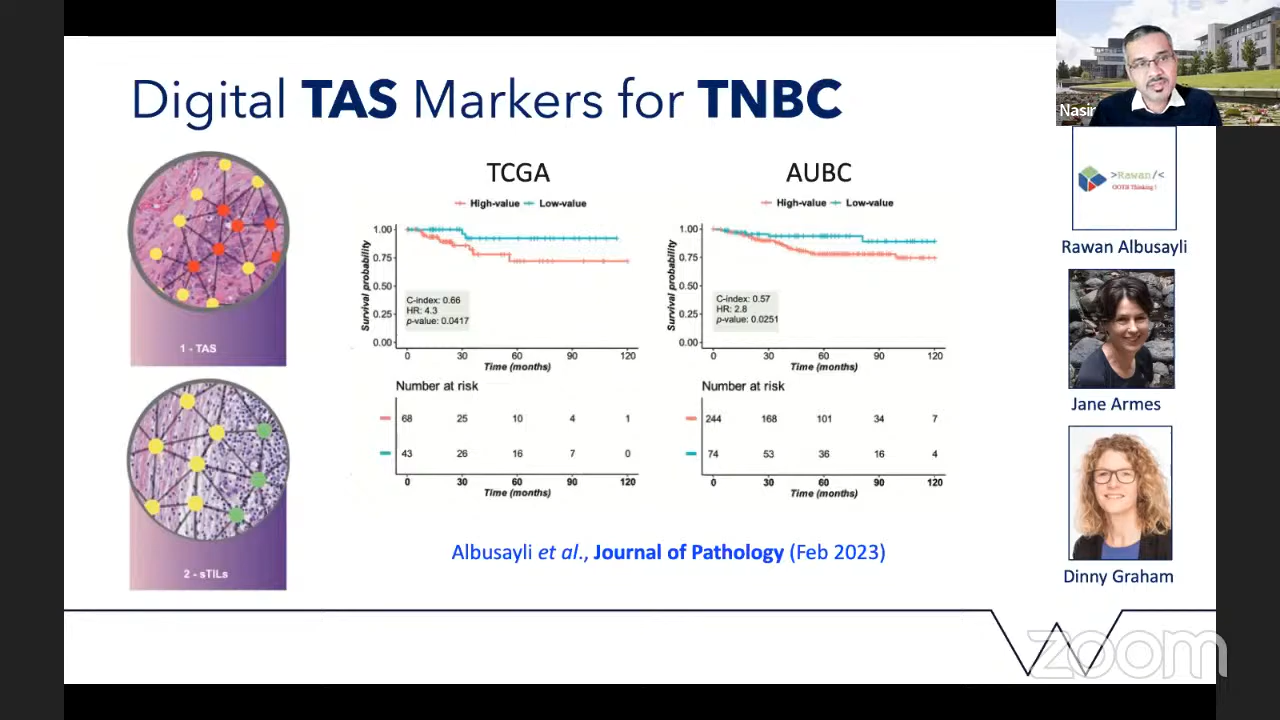 Digital TAS Markers for TNBC
Nasir
>Rawan/<
OOTB Thinking !
Rawan Albusayli
Jane Armes
Dinny Graham
1 - TAS
2 - sTILs
TCGA
High-value Low-value
Survival probability
1.00
0.75
0.50
0.25
0.00
C-index: 0.66
HR: 4.3
p-value: 0.0417
0 30 60 90 120
Time (months)
Number at risk
68 25 10 4 1
43 26 16 7 0
0 30 60 90 120
Time (months)
AUBC
High-value Low-value
Survival probability
1.00
0.75
0.50
0.25
0.00
C-index: 0.57
HR: 2.8
p-value: 0.0251
0 30 60 90 120
Time (months)
Number at risk
244 168 101 34 7
74 53 36 16 4
0 30 60 90 120
Time (months)
Albusayli et al., Journal of Pathology (Feb 2023)
zoom